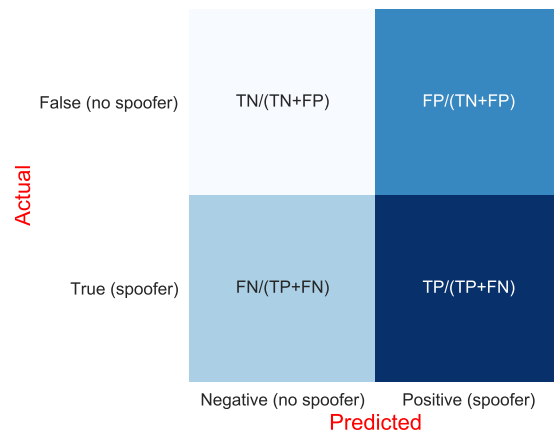 False (no spoofer)
TN/(TN+FP)
FP/(TN+FP)
Actual
True (spoofer)
FN/(TP+FN)
TP/(TP+FN)
Negative (no spoofer)
Positive (spoofer)
Predicted